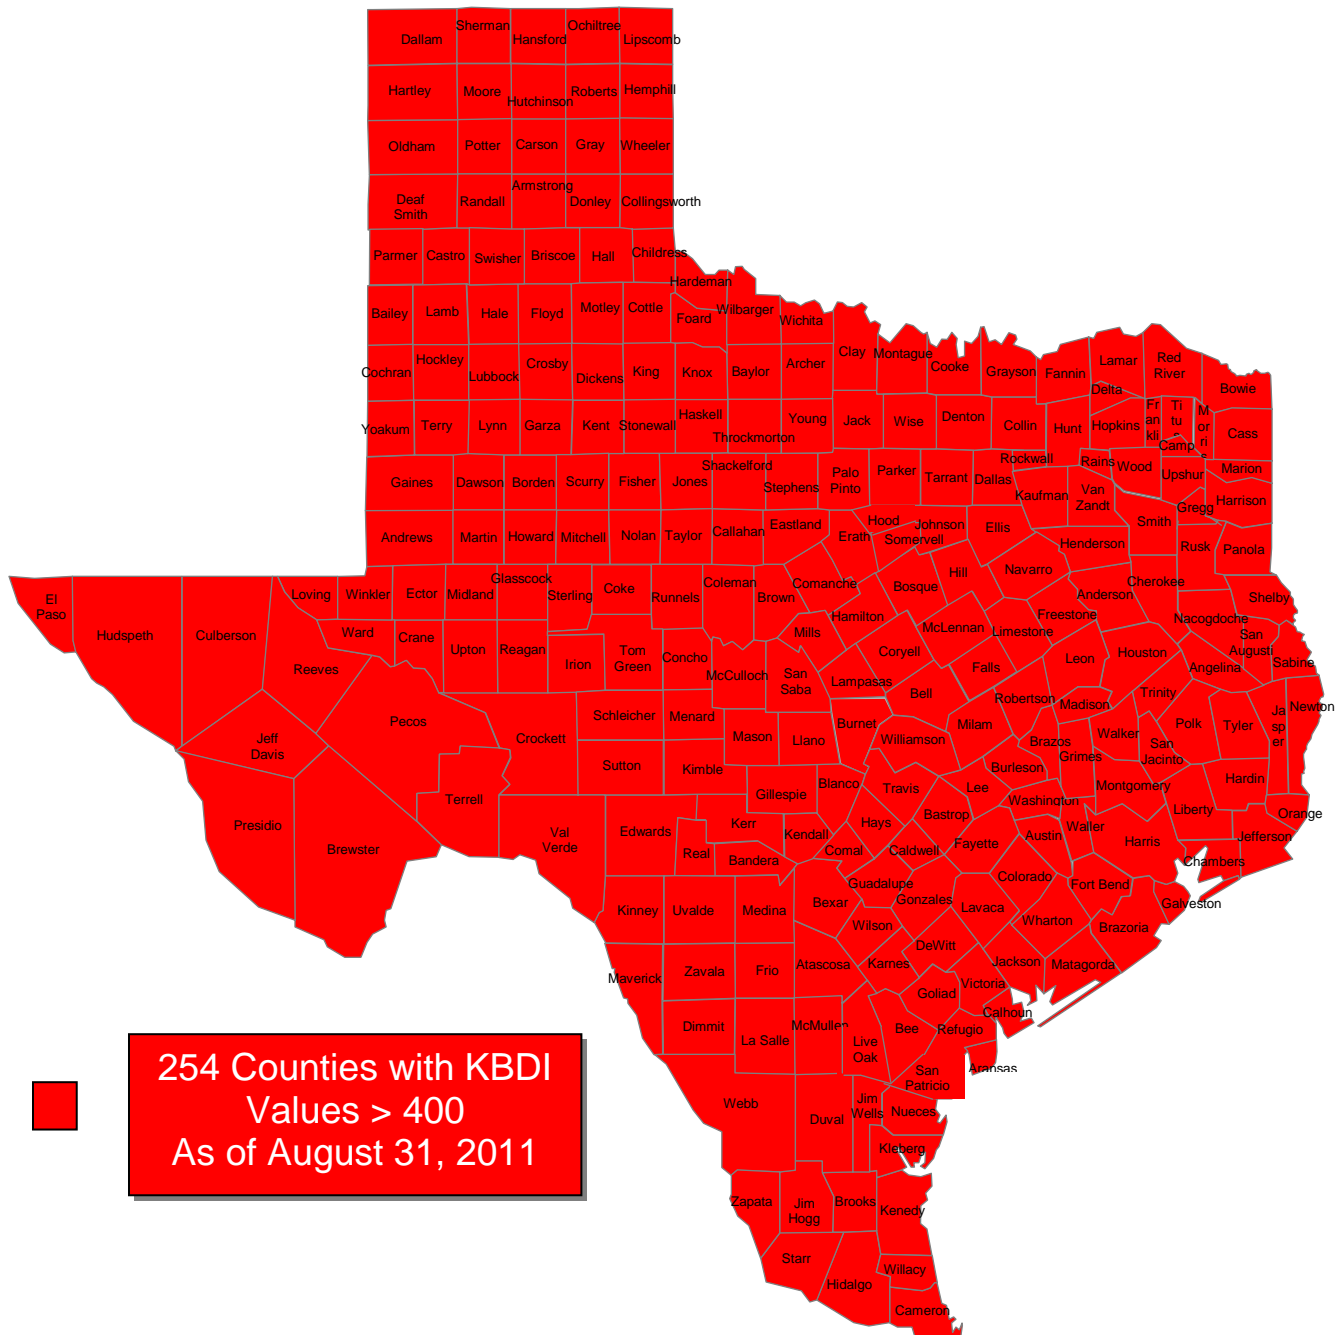 Dallam
Sherman
Hansford
Ochiltree
Lipscomb
Hartley
Moore
Hutchinson
Roberts
Hemphill
Oldham
Potter
Carson
Gray
Wheeler
Deaf
Smith
Randall
Armstrong
Donley
Collingsworth
Parmer
Castro
Swisher
Briscoe
Hall
Childress
Hardeman
Bailey
Lamb
Hale
Floyd
Motley
Cottle
Foard
Wilbarger
Wichita
Cochran
Hockley
Lubbock
Crosby
Dickens
King
Knox
Baylor
Archer
Clay
Montague
Cooke
Grayson
Fannin
Lamar
Delta
Red
River
Bowie
Yoakum
Terry
Lynn
Garza
Kent
Stonewall
Haskell
Throckmorton
Young
Jack
Wise
Denton
Collin
Hunt
Hopkins
Fr
an
kli
Ti
tu
M
or
ri
s
Camp
Cass
Gaines
Dawson
Borden
Scurry
Fisher
Jones
Shackelford
Stephens
Palo
Pinto
Parker
Tarrant
Dallas
Rockwall
Kaufman
Rains
Van
Zandt
Wood
Upshur
Marion
Gregg
Harrison
Andrews
Martin
Howard
Mitchell
Nolan
Taylor
Callahan
Eastland
Erath
Hood
Somervell
Johnson
Ellis
Henderson
Smith
Rusk
Panola
El
Paso
Hudspeth
Culberson
Loving
Winkler
Ector
Midland
Glasscock
Sterling
Coke
Runnels
Coleman
Brown
Comanche
Hamilton
Bosque
Hill
Navarro
Freestone
Anderson
Cherokee
Nacogdoche
Shelby
San
Augusti
Sabine
Reeves
Ward
Crane
Upton
Reagan
Irion
Tom
Green
Concho
McCulloch
Mills
San
Saba
Lampasas
Coryell
McLennan
Limestone
Falls
Leon
Houston
Angelina
Trinity
Jeff
Davis
Pecos
Crockett
Schleicher
Menard
Mason
Llano
Burnet
Bell
Williamson
Milam
Robertson
Madison
Brazos
Grimes
Walker
San
Jacinto
Polk
Tyler
Ja
sp
er
Newton
Presidio
Brewster
Terrell
Val
Verde
Sutton
Kimble
Gillespie
Blanco
Travis
Lee
Burleson
Washington
Montgomery
Liberty
Hardin
Orange
Jefferson
Chambers
Edwards
Real
Kerr
Bandera
Kendall
Comal
Hays
Caldwell
Bastrop
Fayette
Austin
Waller
Harris
Fort Bend
Galveston
Kinney
Uvalde
Medina
Bexar
Guadalupe
Gonzales
Wilson
Lavaca
Colorado
Wharton
Brazoria
Maverick
Zavala
Frio
Atascosa
Karnes
DeWitt
Jackson
Matagorda
Goliad
Victoria
Calhoun
Dimmit
La Salle
McMullen
Live
Oak
Bee
Refugio
Aransas
San
Patricio
Webb
Duval
Jim
Wells
Nueces
Kleberg
Zapata
Jim
Hogg
Brooks
Kenedy
Starr
Hidalgo
Willacy
Cameron
254 Counties with KBDI
Values > 400
As of August 31, 2011